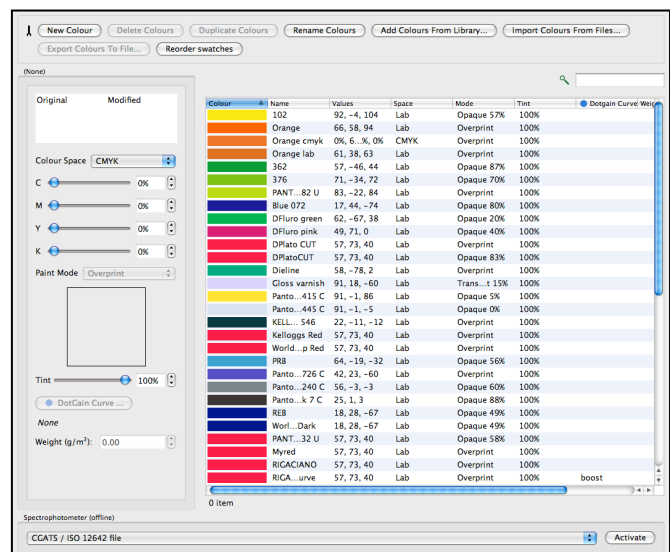 New Colour Delete Colours Duplicate Colours Rename Colours Add Colours From Library... Import Colours From Files...
Export Colours To File... Reorder swatches
(None)
Original Modified
Colour Space CMYK
C 0%
M 0%
Y 0%
K 0%
Paint Mode Overprint
Tint 100%
DotGain Curve ...
None
Weight (g/m²): 0.00
Colour Name Values Space Mode Tint Dotgain Curve Weig
102 92, -4, 104 Lab Opaque 57% 100%
Orange 66, 58, 94 Lab Overprint 100%
Orange cmyk 0%, 6...%, 0% CMYK Overprint 100%
Orange lab 61, 38, 63 Lab Overprint 100%
362 57, -46, 44 Lab Opaque 87% 100%
376 71, -34, 72 Lab Opaque 70% 100%
PANT...82 U 83, -22, 84 Lab Overprint 100%
Blue 072 17, 44, -74 Lab Opaque 80% 100%
DFluro green 62, -67, 38 Lab Opaque 20% 100%
DFluro pink 49, 71, 0 Lab Opaque 40% 100%
DPlato CUT 57, 73, 40 Lab Overprint 100%
DPlatoCUT 57, 73, 40 Lab Opaque 83% 100%
Dieline 58, -78, 2 Lab Overprint 100%
Gloss varnish 91, 18, -60 Lab Trans...t 15% 100%
Panto...415 C 91, -1, 86 Lab Opaque 5% 100%
Panto...445 C 91, -1, -5 Lab Opaque 0% 100%
KELL... 546 22, -11, -12 Lab Overprint 100%
Kelloggs Red 57, 73, 40 Lab Overprint 100%
World...p Red 57, 73, 40 Lab Overprint 100%
PRB 64, -19, -32 Lab Opaque 56% 100%
Panto...726 C 42, 23, -60 Lab Overprint 100%
Panto...240 C 56, -3, -3 Lab Opaque 60% 100%
Panto...k 7 C 25, 1, 3 Lab Opaque 88% 100%
REB 18, 28, -67 Lab Opaque 49% 100%
Worl...Dark 18, 28, -67 Lab Opaque 49% 100%
PANT...32 U 57, 73, 40 Lab Opaque 58% 100%
Myred 57, 73, 40 Lab Overprint 100%
RIGACIANO 57, 73, 40 Lab Overprint 100%
RIGA...urve 57, 73, 40 Lab Overprint 100% boost
0 item
Spectrophotometer (offline)
CGATS / ISO 12642 file Activate